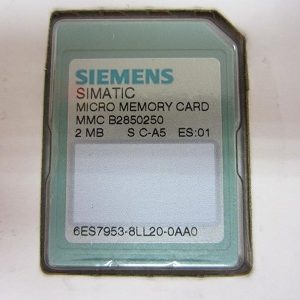 SIEMENS
SIMATIC
MICRO MEMORY CARD
MMC B2850250
2 MB S C-A5 ES:01
6ES7953-8LL20-0AA0